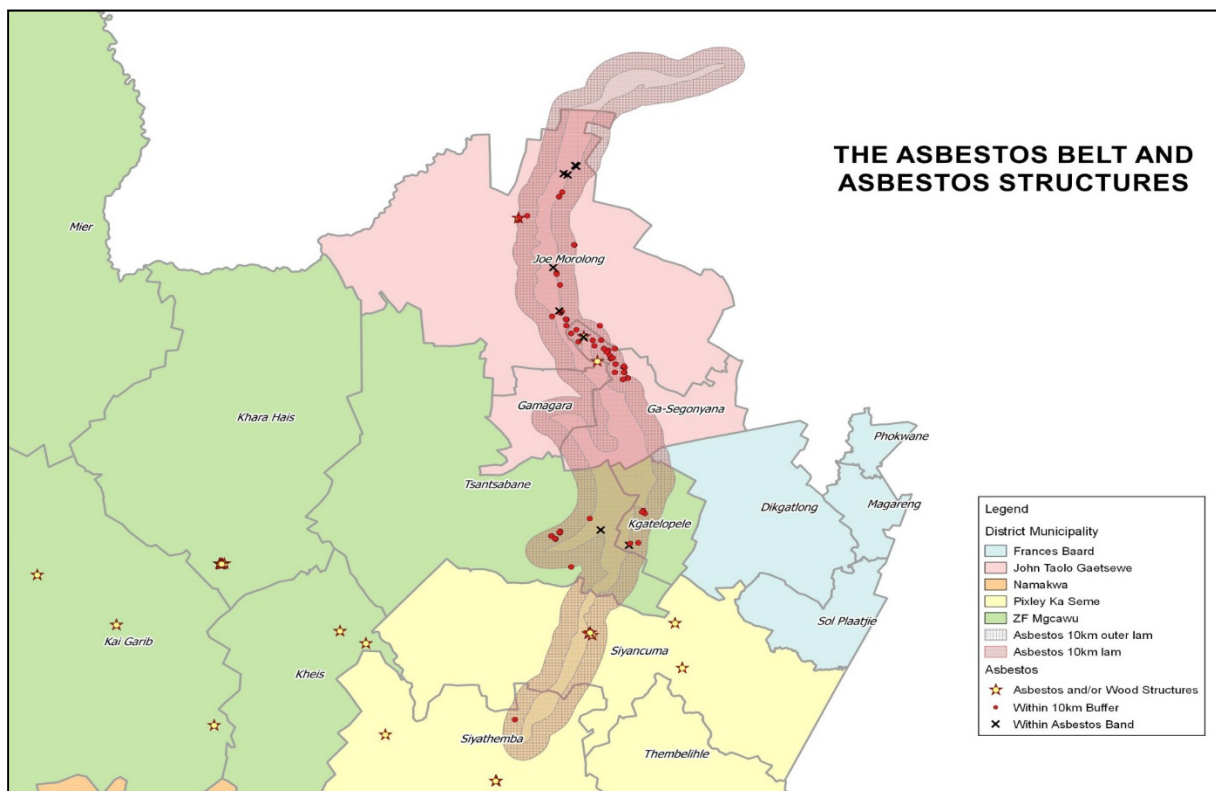 THE ASBESTOS BELT AND
ASBESTOS STRUCTURES
Mier
Joe Morolong
Khara Hais
Gamagara
Ga-Segonyana
Phokwane
Tsantsabane
Kgatelopele
Dikgatlong
Magareng
Sol Plaatjie
Kai Garib
Kheis
Siyancuma
Siyathemba
Thembelihle
Legend
District Municipality
Frances Baard
John Taolo Gaetsewe
Namakwa
Pixley Ka Seme
ZF Mgcawu
Asbestos 10km outer lam
Asbestos 10km lam
Asbestos
Asbestos and/or Wood Structures
Within 10km Buffer
Within Asbestos Band